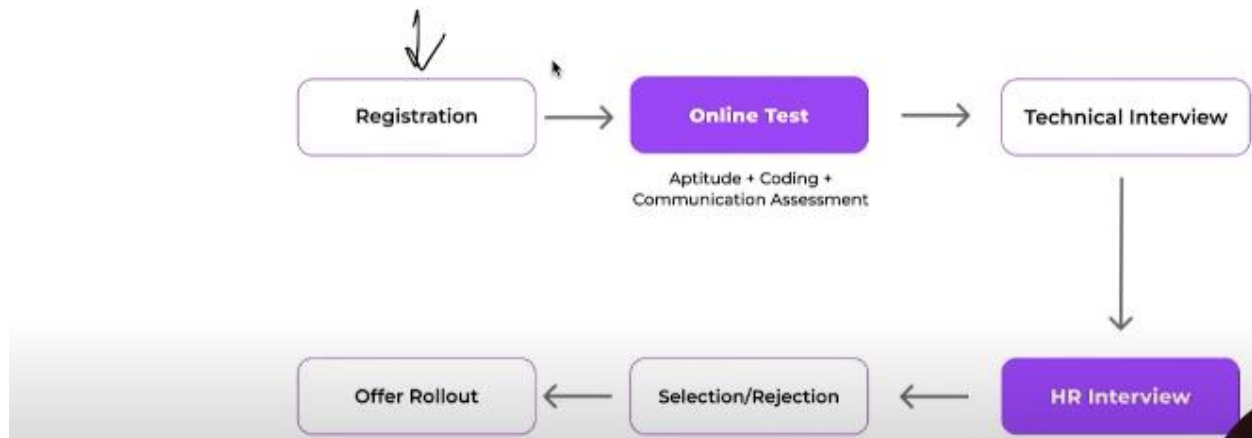 Registration
Online Test
Technical Interview
Aptitude + Coding +
Communication Assessment
Offer Rollout
Selection/Rejection
HR Interview